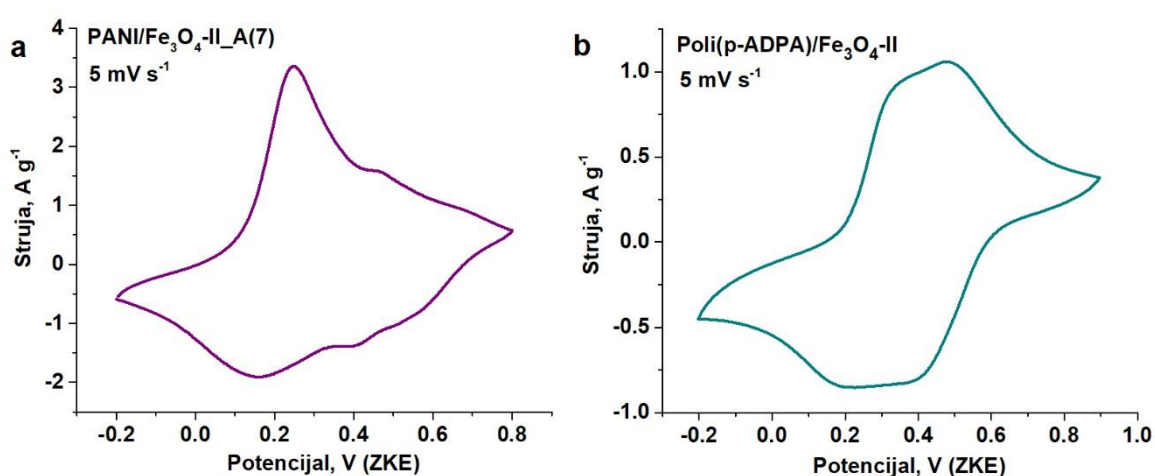 a
PANI/Fe₃O₄-II_A(7)
5 mV s⁻¹
Struja, A g⁻¹
4
3
2
1
0
-1
-2
-0.2 0.0 0.2 0.4 0.6 0.8
Potencijal, V (ZKE)
b
Poli(p-ADPA)/Fe₃O₄-II
5 mV s⁻¹
Struja, A g⁻¹
1.0
0.5
0.0
-0.5
-1.0
-0.2 0.0 0.2 0.4 0.6 0.8 1.0
Potencijal, V (ZKE)